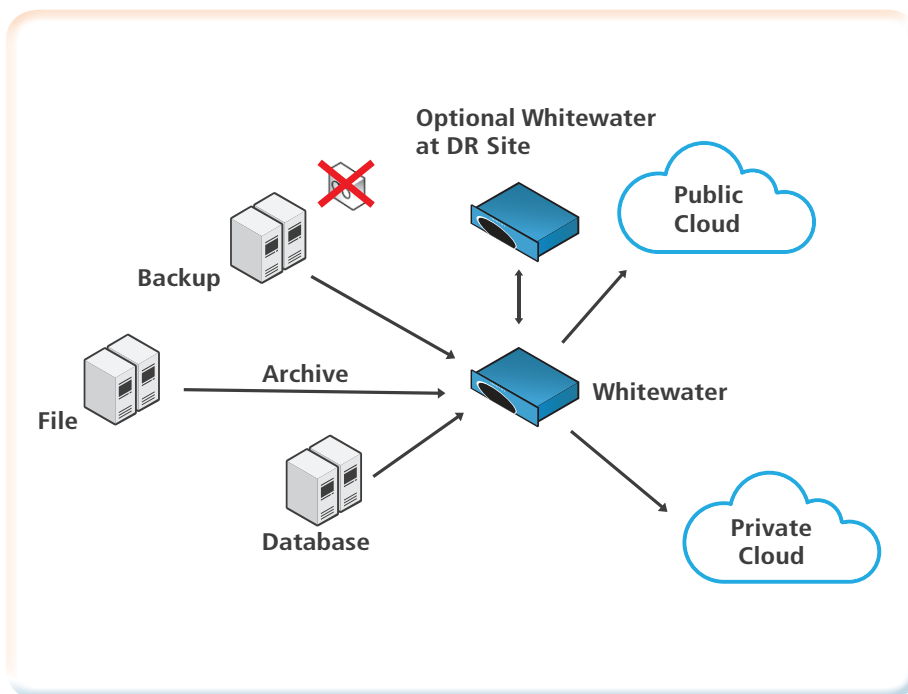 Optional Whitewater
at DR Site
Public
Cloud
Backup
Archive
Whitewater
File
Database
Private
Cloud